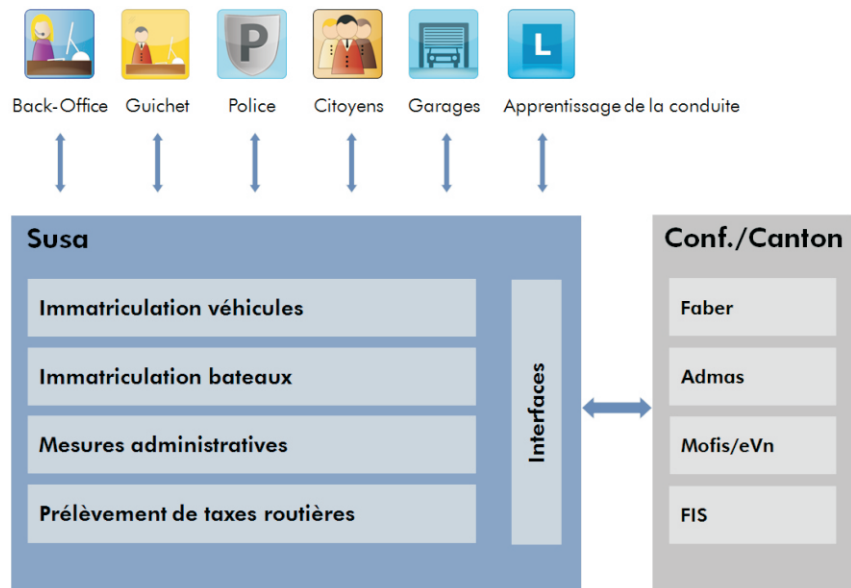 P
L
Back-Office
Guichet
Police
Citoyens
Garages
Apprentissage de la conduite
Susa
Immatriculation véhicules
Immatriculation bateaux
Mesures administratives
Prélèvement de taxes routières
Interfaces
Conf./Canton
Faber
Admas
Mofis/eVn
FIS